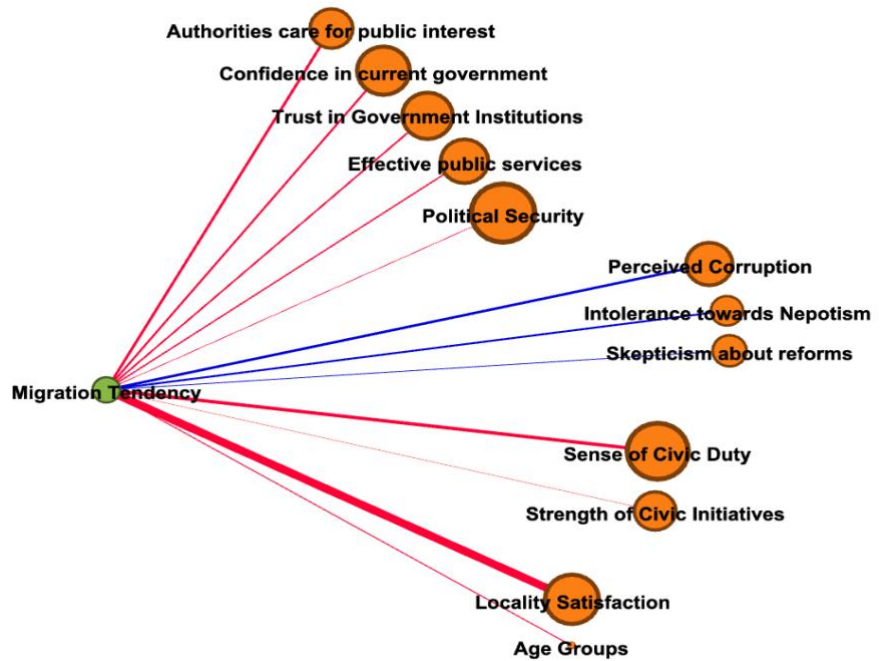 Authorities care for public interest
Confidence in current government
Trust in Government Institutions
Effective public services
Political Security
Perceived Corruption
Intolerance towards Nepotism
Skepticism about reforms
Migration Tendency
Sense of Civic Duty
Strength of Civic Initiatives
Locality Satisfaction
Age Groups